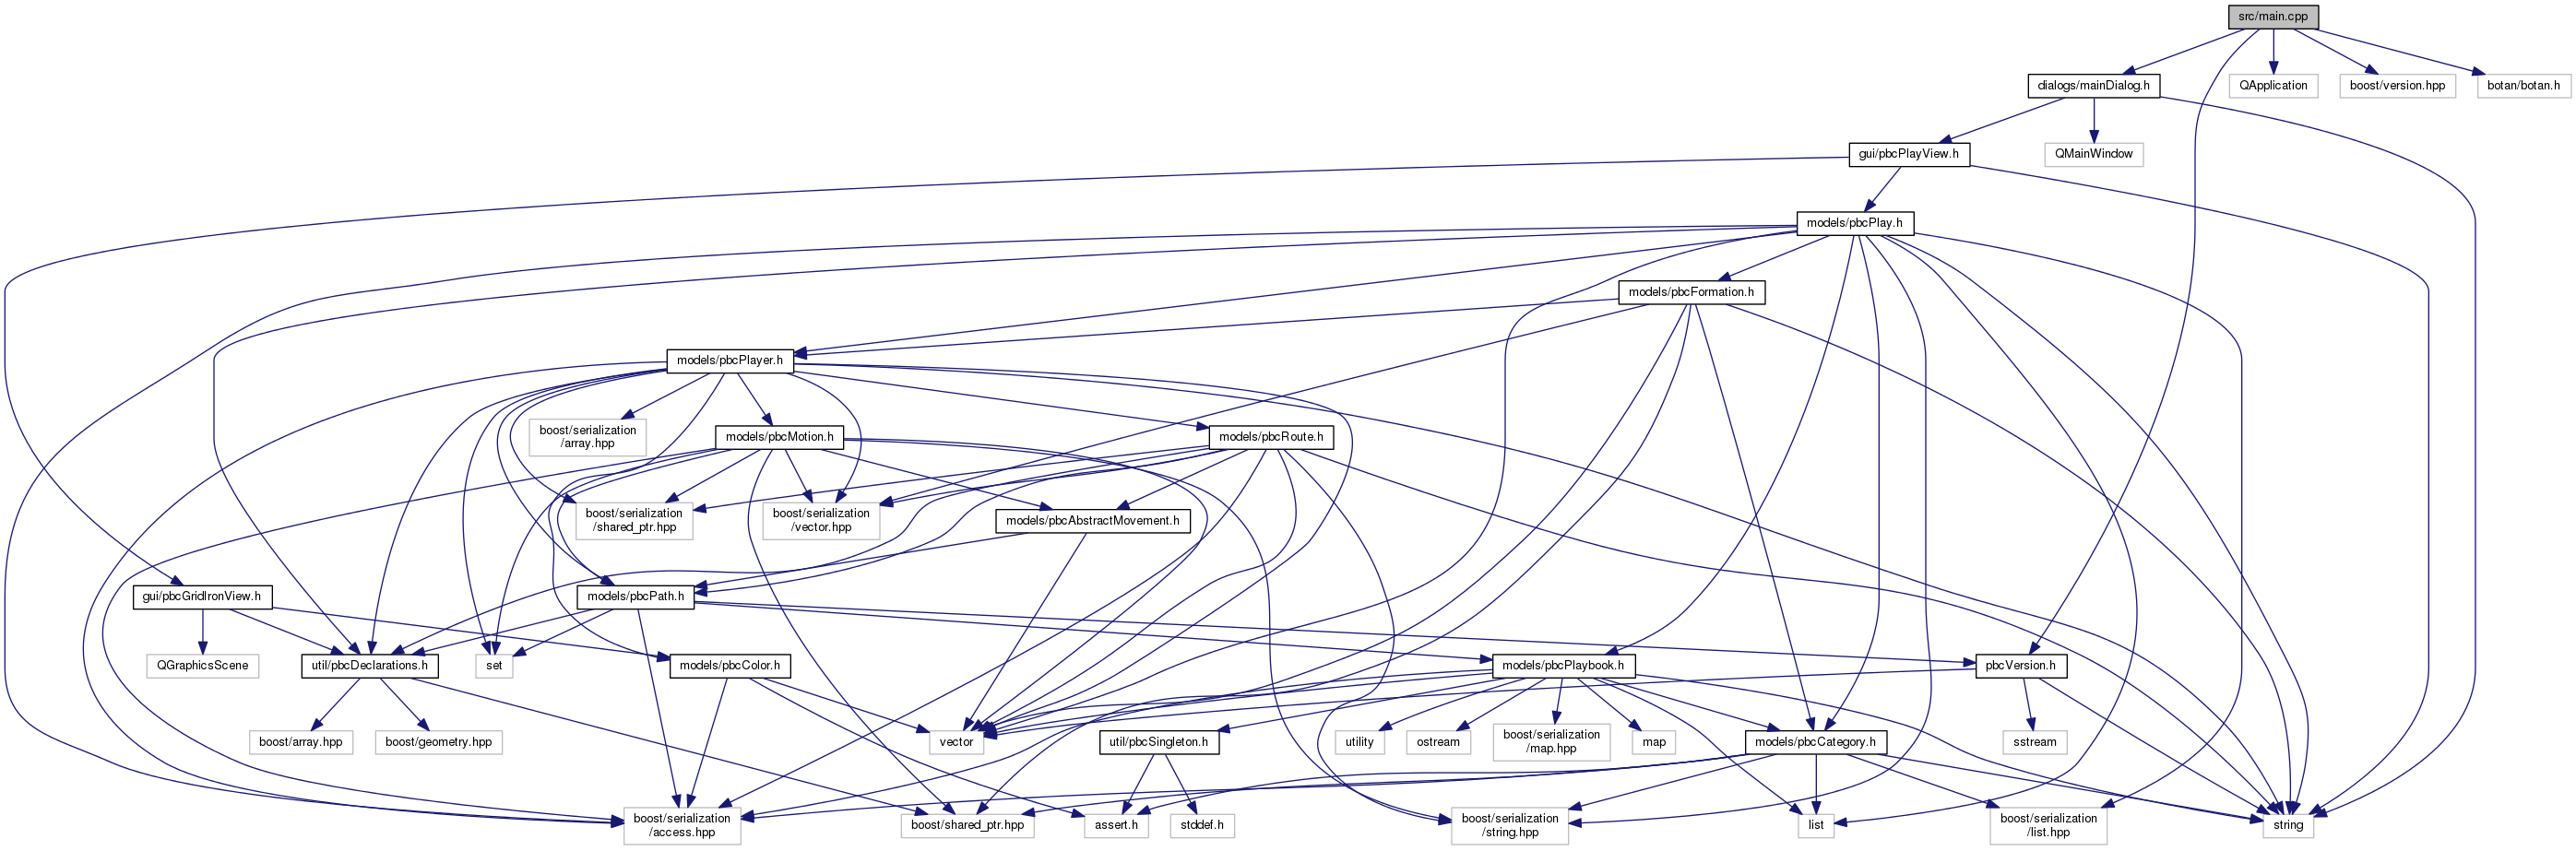 src/main.cpp
dialogs/mainDialog.h
QApplication
boost/version.hpp
botan/botan.h
gui/pbcPlayView.h
QMainWindow
models/pbcPlay.h
models/pbcFormation.h
models/pbcPlayer.h
boost/serialization
/array.hpp
models/pbcMotion.h
models/pbcRoute.h
boost/serialization
/shared_ptr.hpp
boost/serialization
/vector.hpp
models/pbcAbstractMovement.h
gui/pbcGridIronView.h
models/pbcPath.h
QGraphicsScene
util/pbcDeclarations.h
set
models/pbcColor.h
models/pbcPlaybook.h
pbcVersion.h
boost/array.hpp
boost/geometry.hpp
vector
util/pbcSingleton.h
utility
ostream
boost/serialization
/map.hpp
map
models/pbcCategory.h
sstream
boost/serialization
/access.hpp
boost/shared_ptr.hpp
assert.h
stddef.h
boost/serialization
/string.hpp
list
boost/serialization
/list.hpp
string